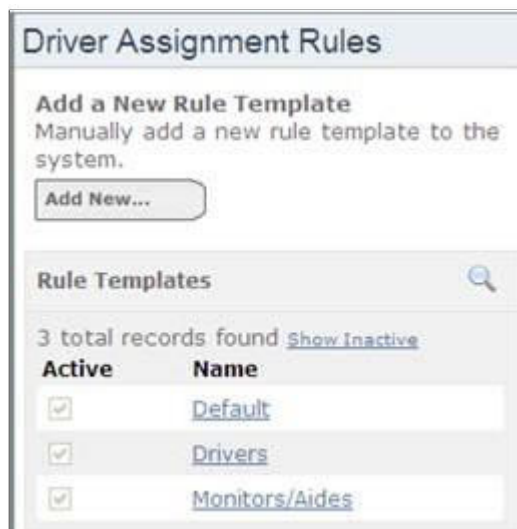 Driver Assignment Rules
Add a New Rule Template
Manually add a new rule template to the
system.
Add New...
Rule Templates
3 total records found Show Inactive
Active Name
Default
Drivers
Monitors/Aides